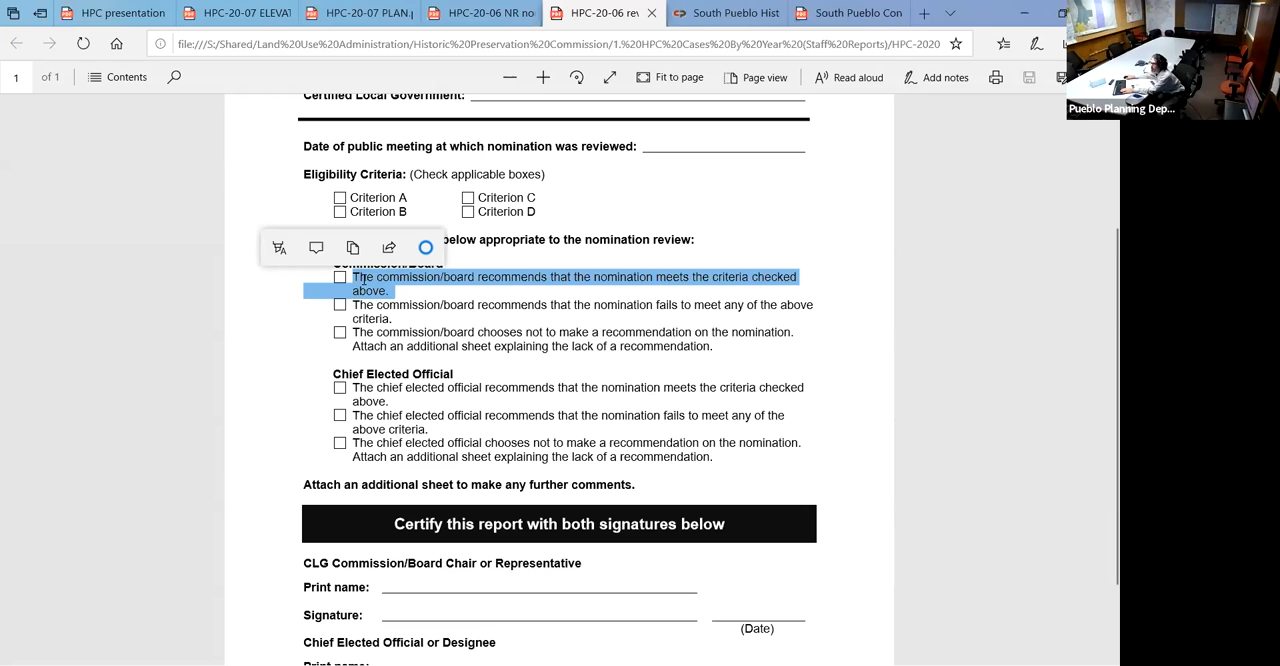 HPC presentation
HPC-20-07 ELEVAT
HPC-20-07 PLAN.p
HPC-20-06 NR no
HPC-20-06 rev
South Pueblo Hist
South Pueblo Con
file:///S:/Shared/Land%20Use%20Administration/Historic%20Preservation%20Commission/1.%20HPC%20Cases%20By%20Year%20(Staff%20Reports)/HPC-2020
1 of 1 Contents Fit to page Page view Read aloud Add notes
Pueblo Planning Dep...
Certified Local Government:
Date of public meeting at which nomination was reviewed:
Eligibility Criteria: (Check applicable boxes)
Criterion A Criterion C
Criterion B Criterion D
below appropriate to the nomination review:
Commission/Board
The commission/board recommends that the nomination meets the criteria checked
above.
The commission/board recommends that the nomination fails to meet any of the above
criteria.
The commission/board chooses not to make a recommendation on the nomination.
Attach an additional sheet explaining the lack of a recommendation.
Chief Elected Official
The chief elected official recommends that the nomination meets the criteria checked
above.
The chief elected official recommends that the nomination fails to meet any of the
above criteria.
The chief elected official chooses not to make a recommendation on the nomination.
Attach an additional sheet explaining the lack of a recommendation.
Attach an additional sheet to make any further comments.
Certify this report with both signatures below
CLG Commission/Board Chair or Representative
Print name:
Signature:
(Date)
Chief Elected Official or Designee
Print name: